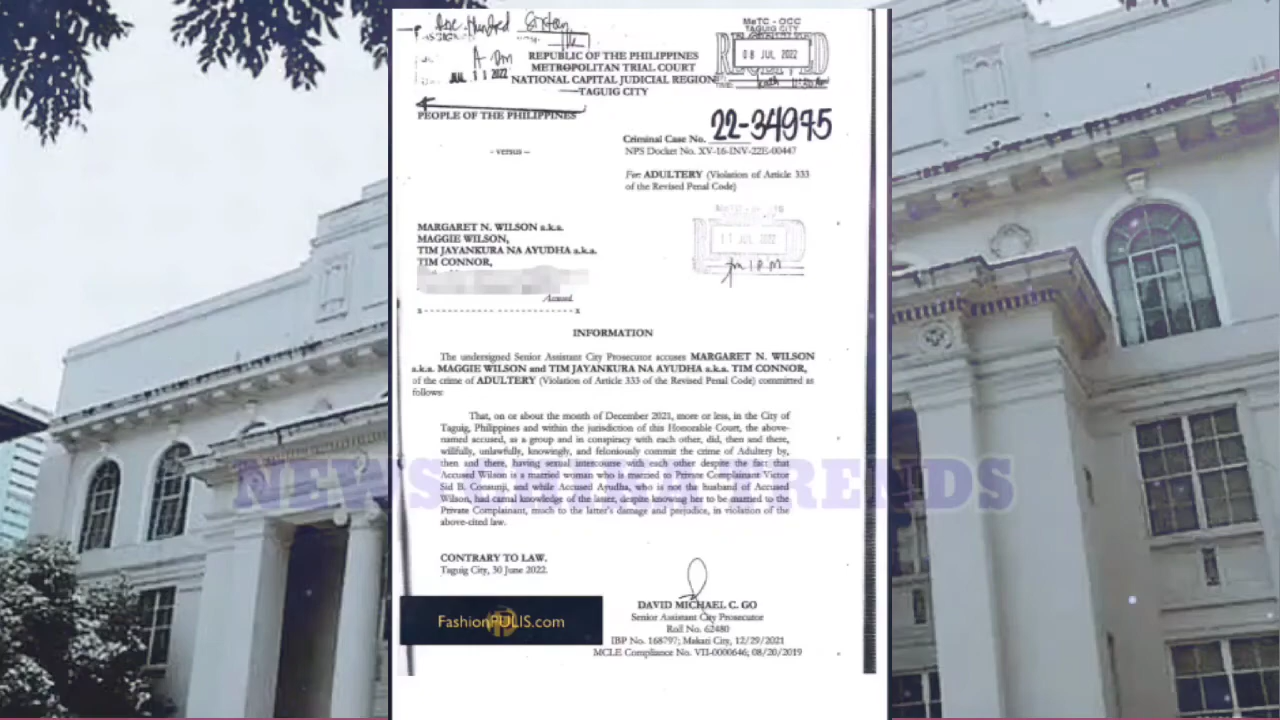 One Hundred Sixteen
MeTC - OCC
TAGUIG CITY
08 JUL 2022
RECEIVED
JUL 11 2022
REPUBLIC OF THE PHILIPPINES
METROPOLITAN TRIAL COURT
NATIONAL CAPITAL JUDICIAL REGION
TAGUIG CITY
PEOPLE OF THE PHILIPPINES
- versus –
Criminal Case No. 22-34975
NPS Docket No. XV-16-INV-22E-00447
For: ADULTERY (Violation of Article 333
of the Revised Penal Code)
MARGARET N. WILSON a.k.a.
MAGGIE WILSON,
TIM JAYANKURA NA AYUDHA a.k.a.
TIM CONNOR,
Accused.
x - - - - - - - - - - - - - - - - - - - - - - - - - x
11 JUL 2022
INFORMATION
The undersigned Senior Assistant City Prosecutor accuses MARGARET N. WILSON
a.k.a. MAGGIE WILSON and TIM JAYANKURA NA AYUDHA a.k.a. TIM CONNOR,
of the crime of ADULTERY (Violation of Article 333 of the Revised Penal Code) committed as
follows:
That, on or about the month of December 2021, more or less, in the City of
Taguig, Philippines and within the jurisdiction of this Honorable Court, the above-
named accused, as a group and in conspiracy with each other, did, then and there,
willfully, unlawfully, knowingly, and feloniously commit the crime of Adultery by,
then and there, having sexual intercourse with each other despite the fact that
Accused Wilson is a married woman who is married to Private Complainant Victor
Sid B. Consunji, and while Accused Ayudha, who is not the husband of Accused
Wilson, had carnal knowledge of the latter, despite knowing her to be married to the
Private Complainant, much to the latter's damage and prejudice, in violation of the
above-cited law.
CONTRARY TO LAW.
Taguig City, 30 June 2022.
DAVID MICHAEL C. GO
Senior Assistant City Prosecutor
Roll No. 62480
IBP No. 168797; Makati City, 12/29/2021
MCLE Compliance No. VII-0000646; 08/20/2019
FashionPULIS.com
NEWS TRENDS